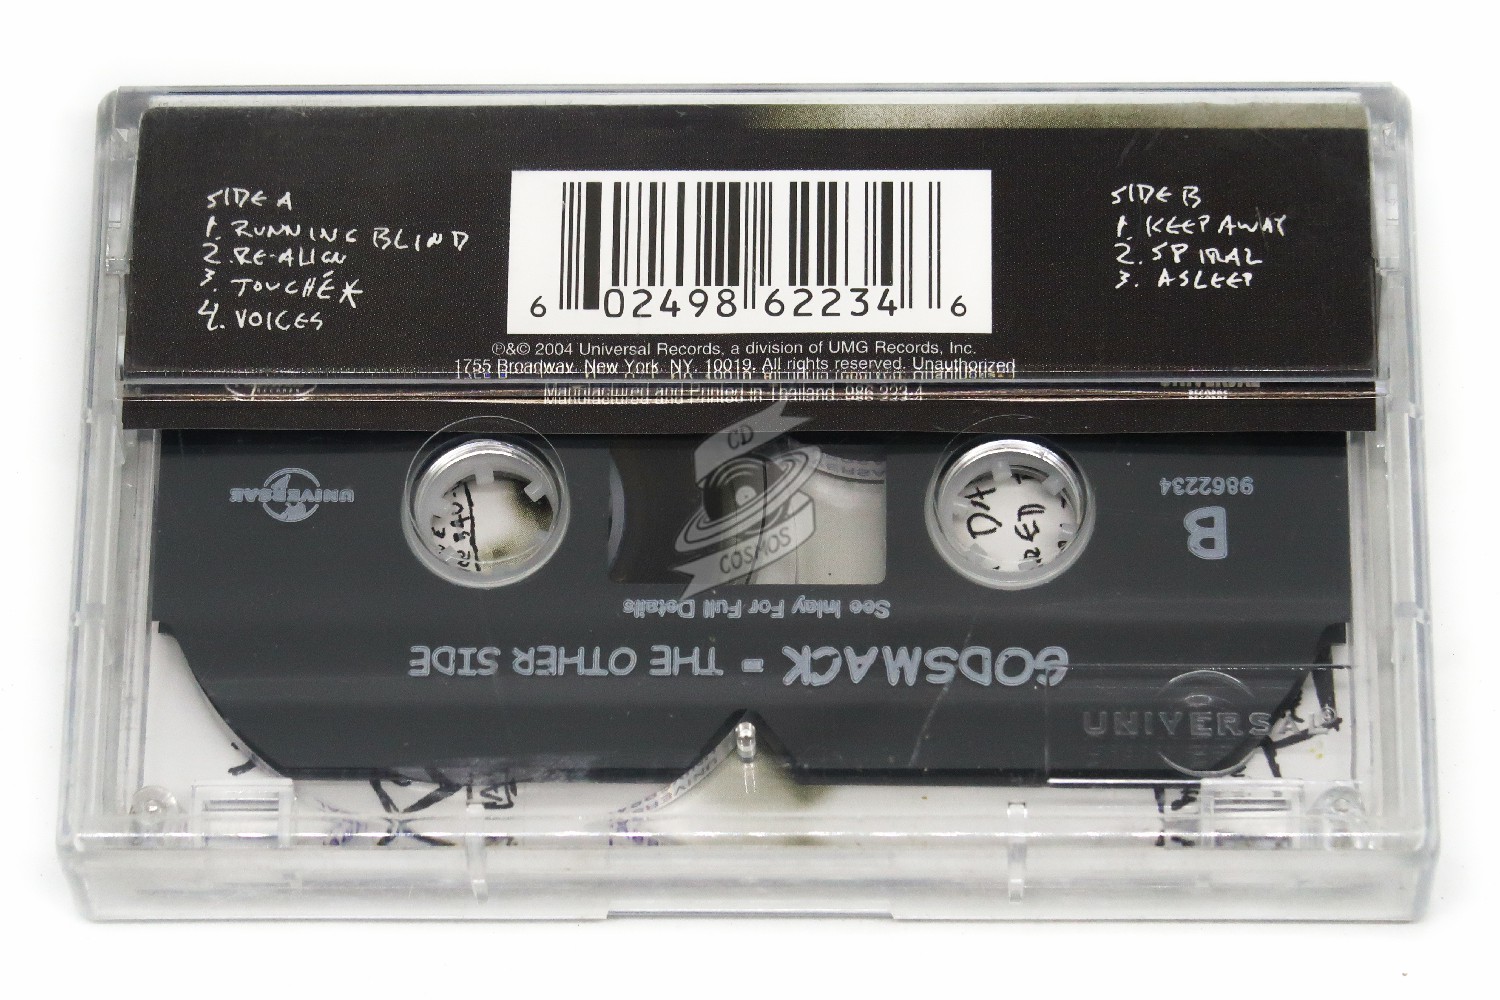 SIDE A
1. RUNNING BLIND
2. RE-ALIGN
3. TOUCHÉ*
4. VOICES
6 02498 62234 6
℗&© 2004 Universal Records, a division of UMG Records, Inc.
1755 Broadway, New York, NY. 10019. All rights reserved. Unauthorized
Manufactured and Printed in Thailand. 986 223-4
SIDE B
1. KEEP AWAY
2. SPIRAL
3. ASLEEP
CD
COSMOS
UNIVERSAL
9862234
B
See Inlay For Full Details
GODSMACK - THE OTHER SIDE
UNIVERSAL